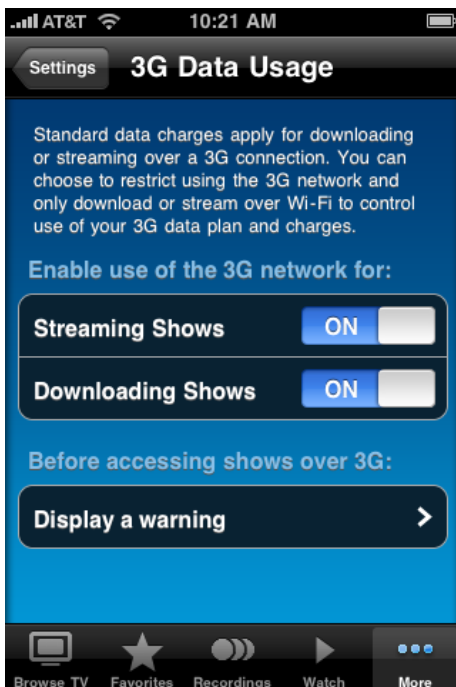 AT&T 10:21 AM
Settings 3G Data Usage
Standard data charges apply for downloading
or streaming over a 3G connection. You can
choose to restrict using the 3G network and
only download or stream over Wi-Fi to control
use of your 3G data plan and charges.
Enable use of the 3G network for:
Streaming Shows ON
Downloading Shows ON
Before accessing shows over 3G:
Display a warning
Browse TV Favorites Recordings Watch More